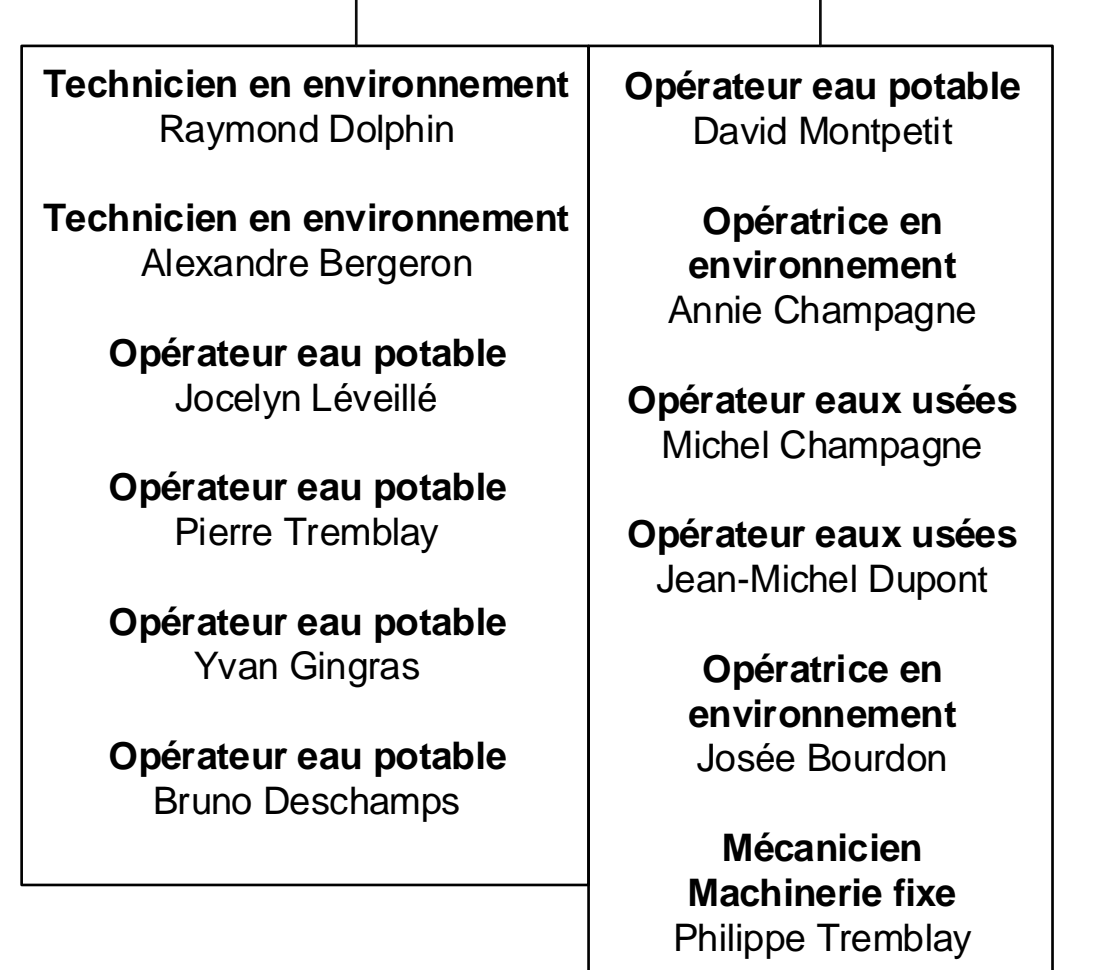 Technicien en environnement
Raymond Dolphin
Technicien en environnement
Alexandre Bergeron
Opérateur eau potable
Jocelyn Léveillé
Opérateur eau potable
Pierre Tremblay
Opérateur eau potable
Yvan Gingras
Opérateur eau potable
Bruno Deschamps
Opérateur eau potable
David Montpetit
Opératrice en
environnement
Annie Champagne
Opérateur eaux usées
Michel Champagne
Opérateur eaux usées
Jean-Michel Dupont
Opératrice en
environnement
Josée Bourdon
Mécanicien
Machinerie fixe
Philippe Tremblay